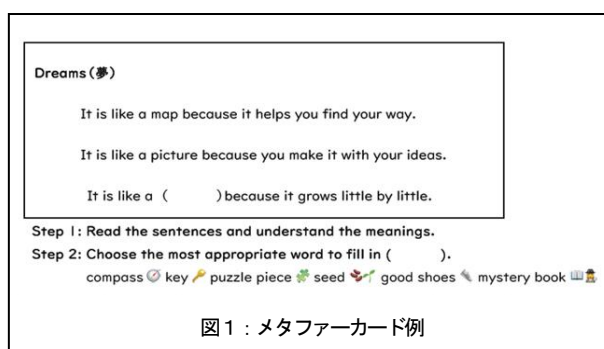 Dreams(夢)
It is like a map because it helps you find your way.
It is like a picture because you make it with your ideas.
It is like a (        ) because it grows little by little.
Step 1: Read the sentences and understand the meanings.
Step 2: Choose the most appropriate word to fill in (        ).
compass 🧭 key 🔑 puzzle piece 🧩 seed 🫘🌱 good shoes 👠 mystery book 📖🕵️
図1：メタファーカード例